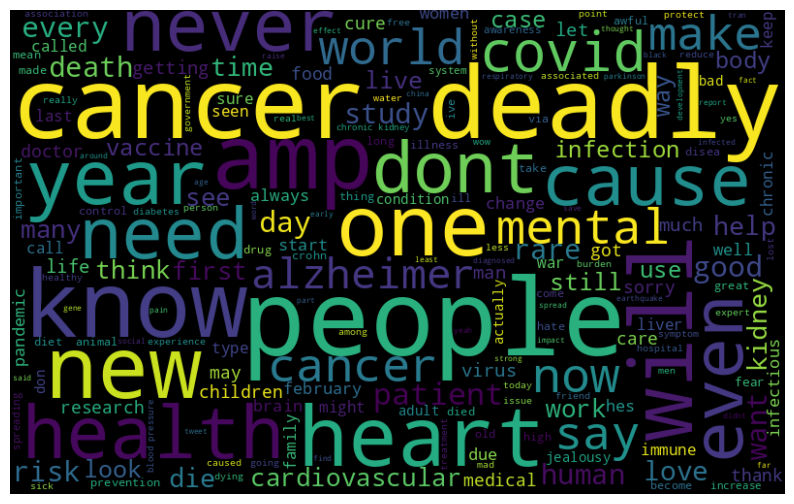 every
never
world
covid
make
case
let
women
association
free
point
protect
tram
effect
awful
keep
called
cure
awareness
without
thought
mean
death
time
getting
food
live
system
body
made
raise
black
reduce
cancer deadly
really
sure
seen
government
real
best
study
respiratory
associated
parkinson
bad
fact
last
water
ive
china
way
development
report
doctor
vaccine
chronic kidney
via
yes
infected
around
long
illness
wow
infection
disea
year
amp
dont
cause
important
see
age
always
thing
condition
ill
take
change
chronic
many
control
diabetes
person
day
one
mental
much
help
call
need
drug
start
early
crohn
less
least
rare
got
burden
well
lost
life
think
first
alzheimer
man
war
still
use
good
healthy
diagnosed
actually
come
hate
sorry
great
know
people
will
even
kidney
pandemic
gene
pain
part
among
spread
earthquake
liver
expert
diet
animal
experience
type
strong
impact
care
symptom
said
social
yeah
hospital
don
new
may
children
february
cancer
virus
now
men
fear
infectious
research
brain
might
patient
today
issue
friend
want
spreading
tweet
blood pressure
family
adult
died
treatment
work
hes
health
heart
say
due
old
high
jealousy
immune
risk
look
die
caused
going
find
mad
human
love
thank
far
sick
prevention
dying
cardiovascular
medical
become
increase